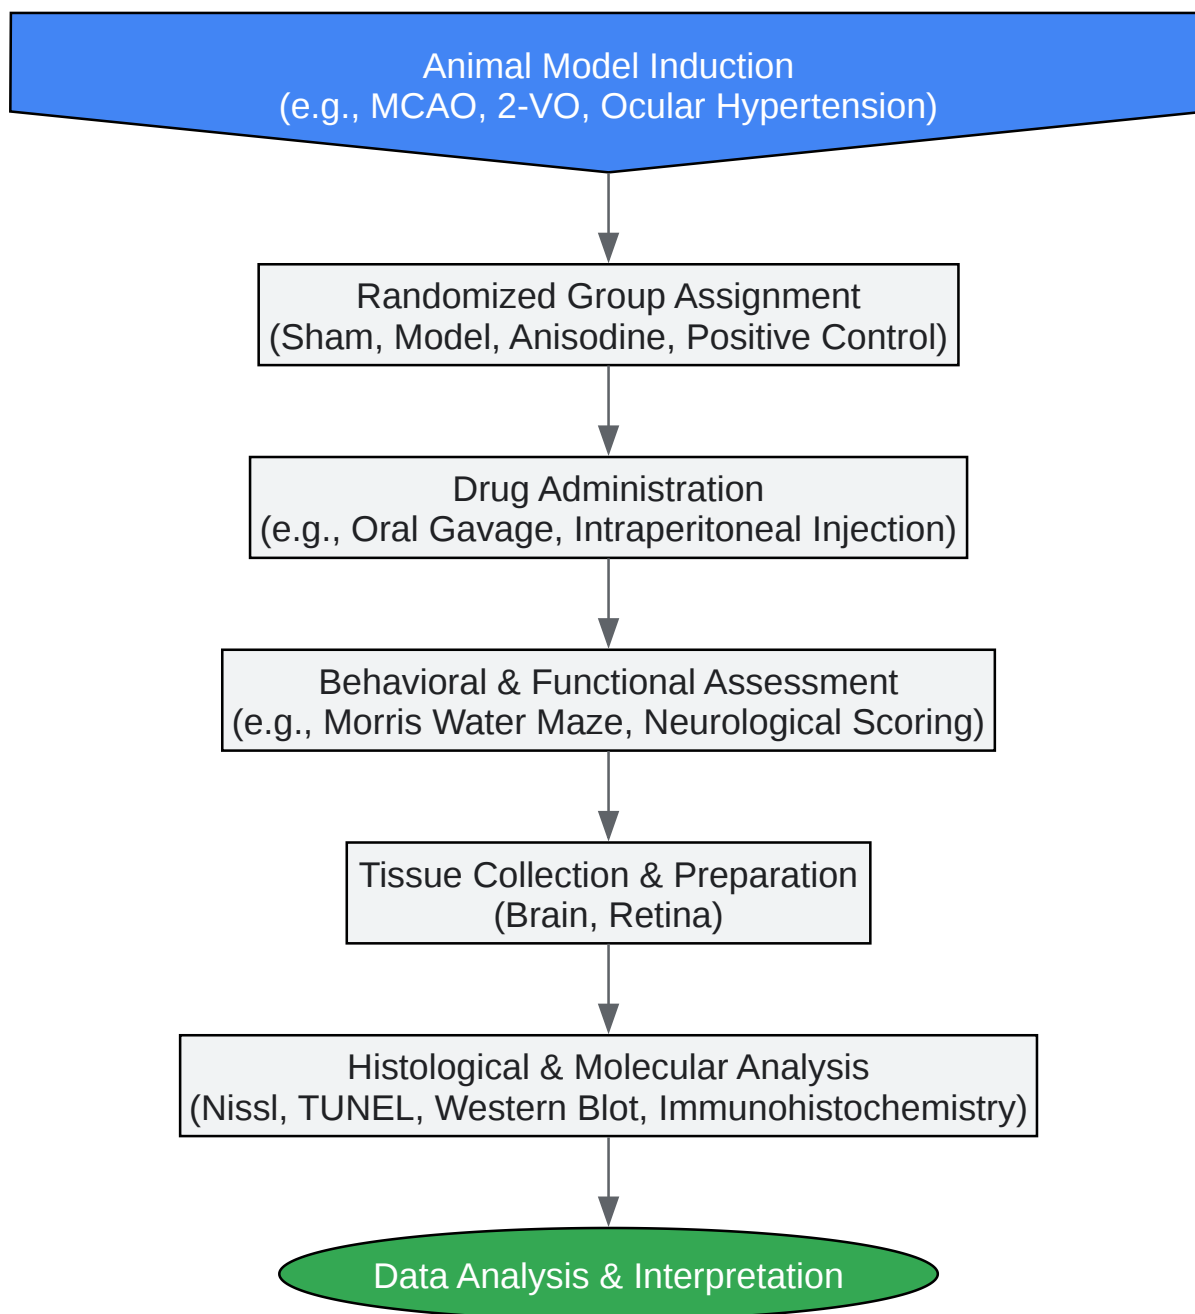 Animal Model Induction
(e.g., MCAO, 2-VO, Ocular Hypertension)
Randomized Group Assignment
(Sham, Model, Anisodine, Positive Control)
Drug Administration
(e.g., Oral Gavage, Intraperitoneal Injection)
Behavioral & Functional Assessment
(e.g., Morris Water Maze, Neurological Scoring)
Tissue Collection & Preparation
(Brain, Retina)
Histological & Molecular Analysis
(Nissl, TUNEL, Western Blot, Immunohistochemistry)
Data Analysis & Interpretation